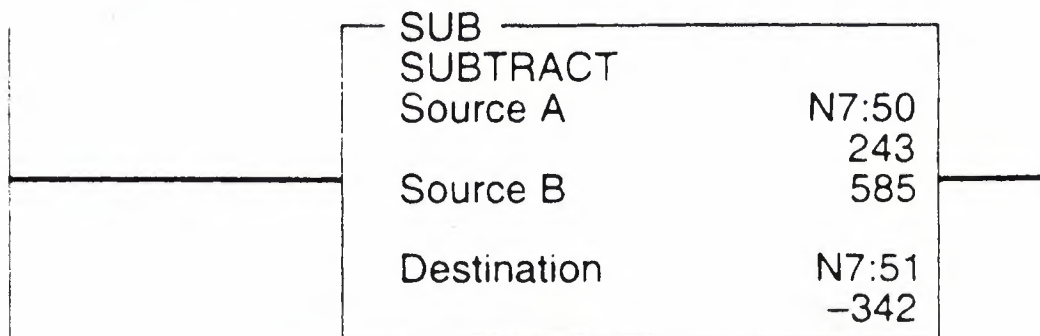 SUB
SUBTRACT
Source A N7:50
243
Source B 585
Destination N7:51
–342